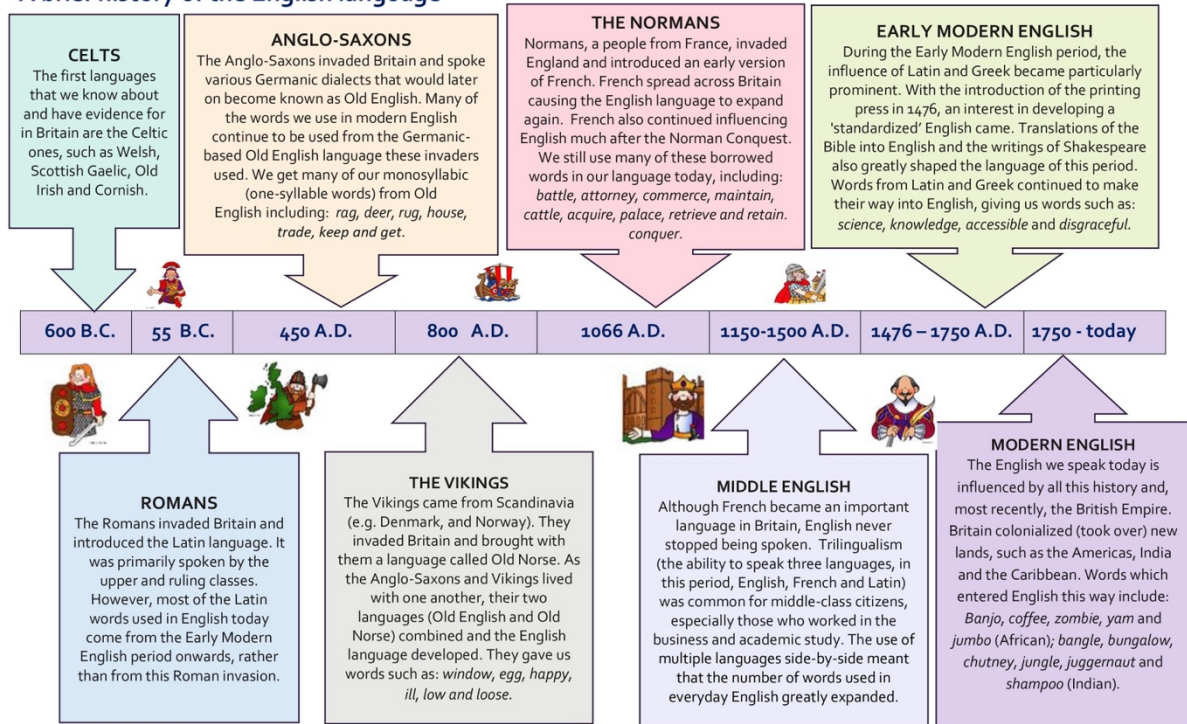 A brief history of the English language
CELTS
The first languages
that we know about
and have evidence for
in Britain are the Celtic
ones, such as Welsh,
Scottish Gaelic, Old
Irish and Cornish.
ANGLO-SAXONS
The Anglo-Saxons invaded Britain and spoke
various Germanic dialects that would later
on become known as Old English. Many of
the words we use in modern English
continue to be used from the Germanic-
based Old English language these invaders
used. We get many of our monosyllabic
(one-syllable words) from Old
English including: rag, deer, rug, house,
trade, keep and get.
THE NORMANS
Normans, a people from France, invaded
England and introduced an early version
of French. French spread across Britain
causing the English language to expand
again. French also continued influencing
English much after the Norman Conquest.
We still use many of these borrowed
words in our language today, including:
battle, attorney, commerce, maintain,
cattle, acquire, palace, retrieve and retain.
conquer.
EARLY MODERN ENGLISH
During the Early Modern English period, the
influence of Latin and Greek became particularly
prominent. With the introduction of the printing
press in 1476, an interest in developing a
'standardized’ English came. Translations of the
Bible into English and the writings of Shakespeare
also greatly shaped the language of this period.
Words from Latin and Greek continued to make
their way into English, giving us words such as:
science, knowledge, accessible and disgraceful.
600 B.C.
55 B.C.
450 A.D.
800 A.D.
1066 A.D.
1150-1500 A.D.
1476 – 1750 A.D.
1750 - today
ROMANS
The Romans invaded Britain and
introduced the Latin language. It
was primarily spoken by the
upper and ruling classes.
However, most of the Latin
words used in English today
come from the Early Modern
English period onwards, rather
than from this Roman invasion.
THE VIKINGS
The Vikings came from Scandinavia
(e.g. Denmark, and Norway). They
invaded Britain and brought with
them a language called Old Norse. As
the Anglo-Saxons and Vikings lived
with one another, their two
languages (Old English and Old
Norse) combined and the English
language developed. They gave us
words such as: window, egg, happy,
ill, low and loose.
MIDDLE ENGLISH
Although French became an important
language in Britain, English never
stopped being spoken. Trilingualism
(the ability to speak three languages, in
this period, English, French and Latin)
was common for middle-class citizens,
especially those who worked in the
business and academic study. The use of
multiple languages side-by-side meant
that the number of words used in
everyday English greatly expanded.
MODERN ENGLISH
The English we speak today is
influenced by all this history and,
most recently, the British Empire.
Britain colonialized (took over) new
lands, such as the Americas, India
and the Caribbean. Words which
entered English this way include:
Banjo, coffee, zombie, yam and
jumbo (African); bangle, bungalow,
chutney, jungle, juggernaut and
shampoo (Indian).